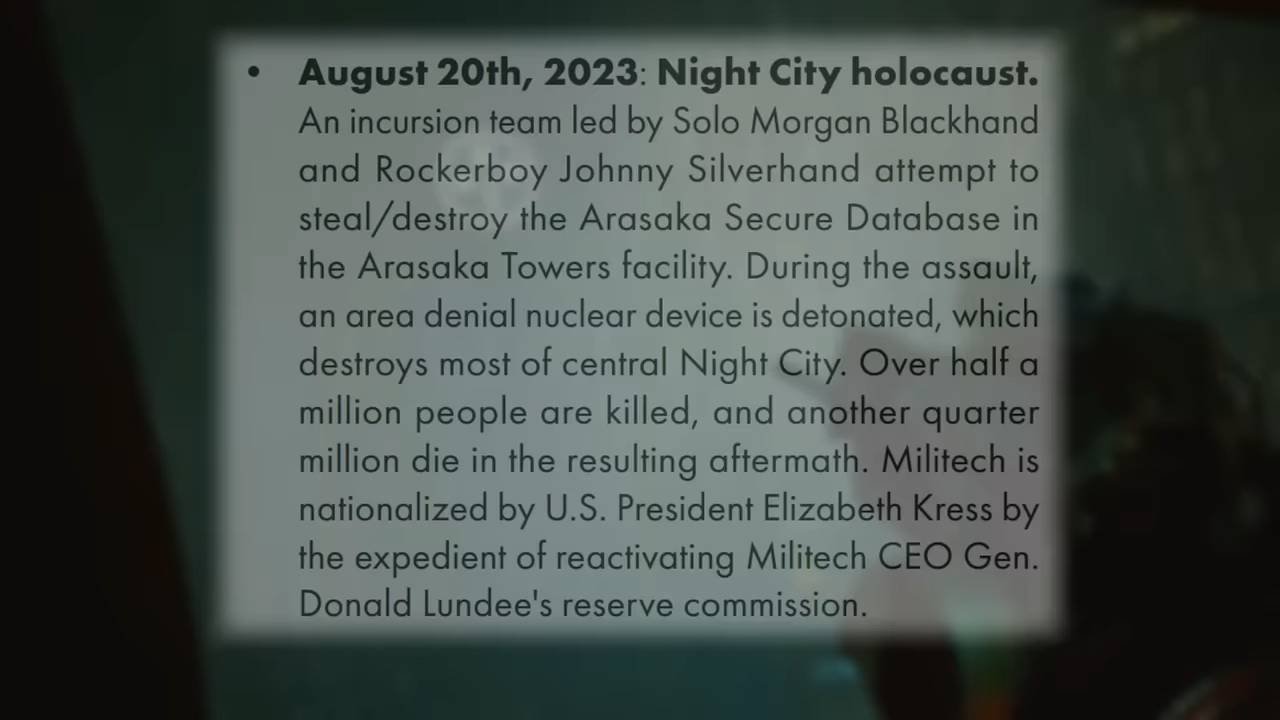 • August 20th, 2023: Night City holocaust.
An incursion team led by Solo Morgan Blackhand
and Rockerboy Johnny Silverhand attempt to
steal/destroy the Arasaka Secure Database in
the Arasaka Towers facility. During the assault,
an area denial nuclear device is detonated, which
destroys most of central Night City. Over half a
million people are killed, and another quarter
million die in the resulting aftermath. Militech is
nationalized by U.S. President Elizabeth Kress by
the expedient of reactivating Militech CEO Gen.
Donald Lundee's reserve commission.